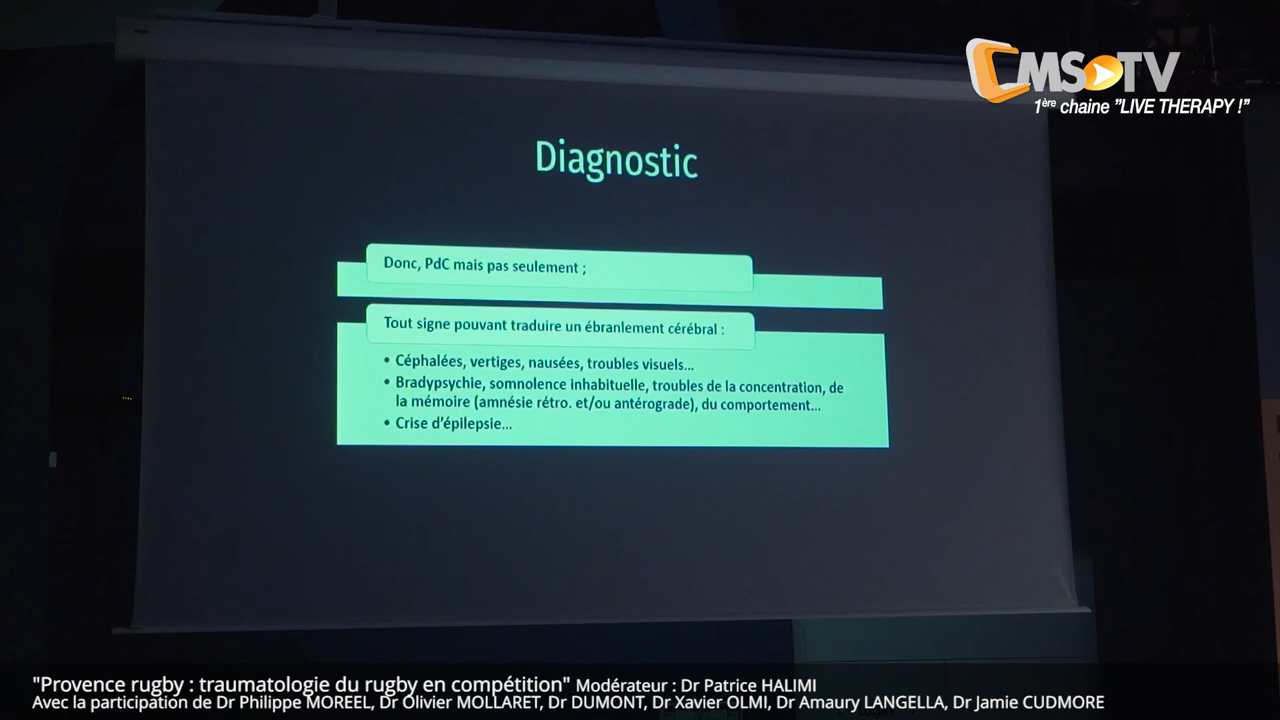 CMS TV
1ère chaine "LIVE THERAPY !"
Diagnostic
Donc, PdC mais pas seulement ;
Tout signe pouvant traduire un ébranlement cérébral :
• Céphalées, vertiges, nausées, troubles visuels...
• Bradypsychie, somnolence inhabituelle, troubles de la concentration, de
la mémoire (amnésie rétro. et/ou antérograde), du comportement...
• Crise d'épilepsie...
"Provence rugby : traumatologie du rugby en compétition" Modérateur : Dr Patrice HALIMI
Avec la participation de Dr Philippe MOREEL, Dr Olivier MOLLARET, Dr DUMONT, Dr Xavier OLMI, Dr Amaury LANGELLA, Dr Jamie CUDMORE